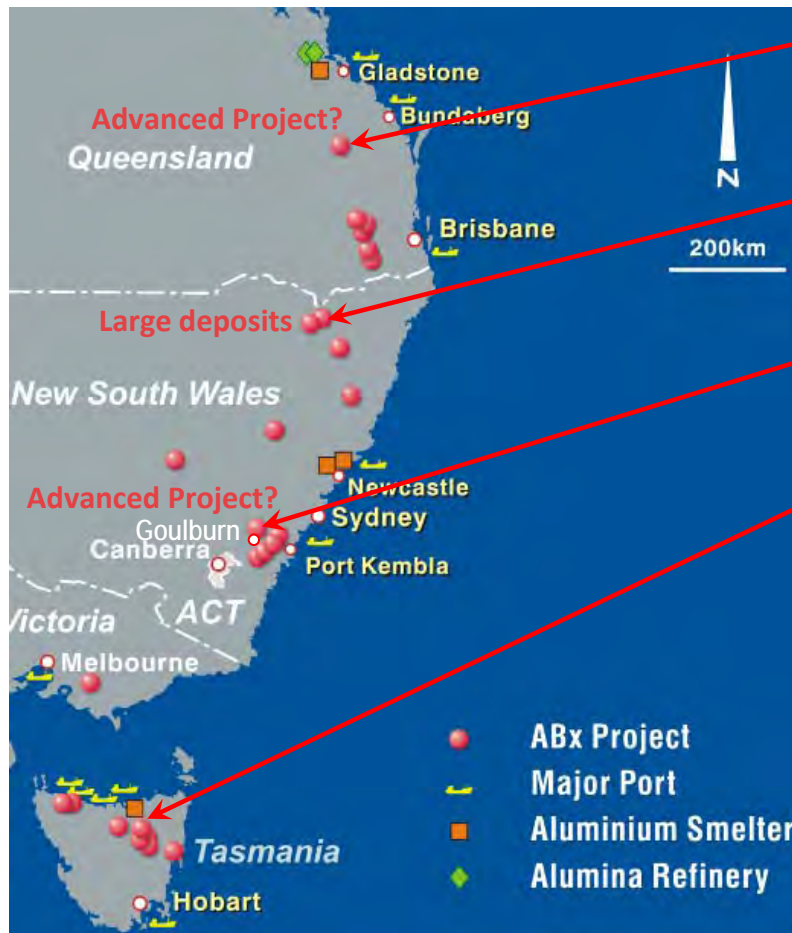 Gladstone
Advanced Project?
Bundaberg
Queensland
N
Brisbane
200km
Large deposits
New South Wales
Newcastle
Advanced Project?
Sydney
Goulburn
Canberra
Port Kembla
ACT
Victoria
Melbourne
ABx Project
Major Port
Aluminium Smelter
Tasmania
Alumina Refinery
Hobart